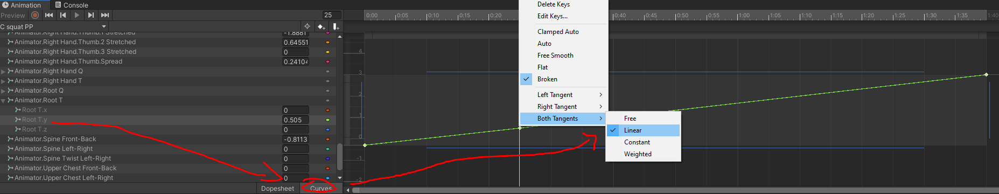 Animation Console
Preview 25 0:00 0:05 0:10 0:15 0:20 0:40 0:45 0:50 0:55 1:00 1:05 1:10 1:15 1:20 1:25 1:30 1:35 1:40
C squat PP
Animator.Right Hand.Thumb.1 Stretched -1.8881
Animator.Right Hand.Thumb.2 Stretched 0.64551
Animator.Right Hand.Thumb.3 Stretched 0
Animator.Right Hand.Thumb.Spread 0.24104
Animator.Right Hand Q
Animator.Right Hand T
Animator.Root Q
Animator.Root T
Root T.x 0
Root T.y 0.505
Root T.z 0
Animator.Spine Front-Back -0.8113
Animator.Spine Left-Right 0
Animator.Spine Twist Left-Right 0
Animator.Upper Chest Front-Back 0
Animator.Upper Chest Left-Right 0
Dopesheet Curves
4
3
2
1
0
-1
-2
Delete Keys
Edit Keys...
Clamped Auto
Auto
Free Smooth
Flat
Broken
Left Tangent
Right Tangent
Both Tangents
Free
Linear
Constant
Weighted